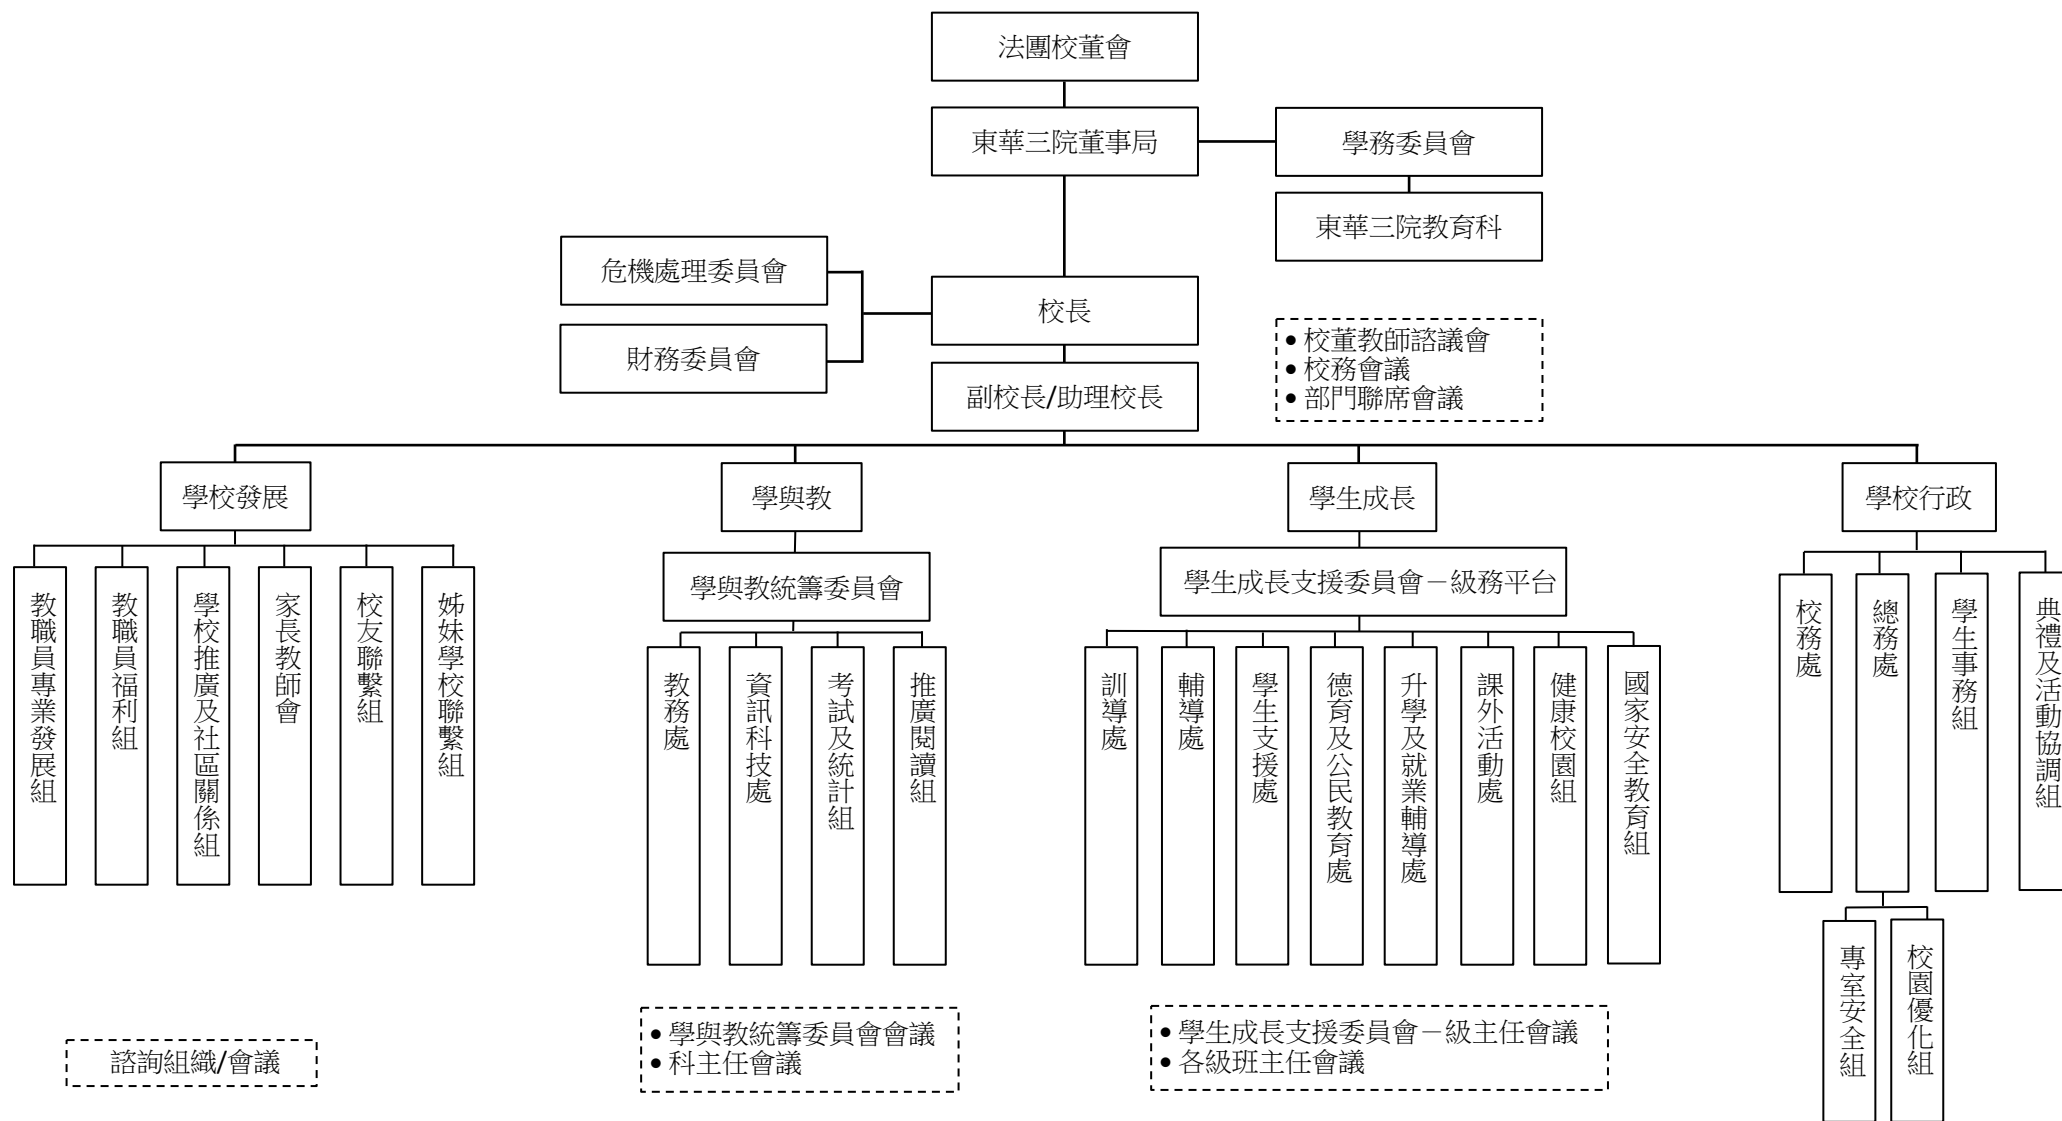 法團校董會
東華三院董事局
學務委員會
東華三院教育科
危機處理委員會
校長
財務委員會
• 校董教師諮議會
• 校務會議
• 部門聯席會議
副校長/助理校長
學校發展
學與教
學生成長
學校行政
學與教統籌委員會
學生成長支援委員會－級務平台
教職員專業發展組
教職員福利組
學校推廣及社區關係組
家長教師會
校友聯繫組
姊妹學校聯繫組
教務處
資訊科技處
考試及統計組
推廣閱讀組
訓導處
輔導處
學生支援處
德育及公民教育處
升學及就業輔導處
課外活動處
健康校園組
國家安全教育組
校務處
總務處
學生事務組
典禮及活動協調組
專室安全組
校園優化組
諮詢組織/會議
• 學與教統籌委員會會議
• 科主任會議
• 學生成長支援委員會－級主任會議
• 各級班主任會議